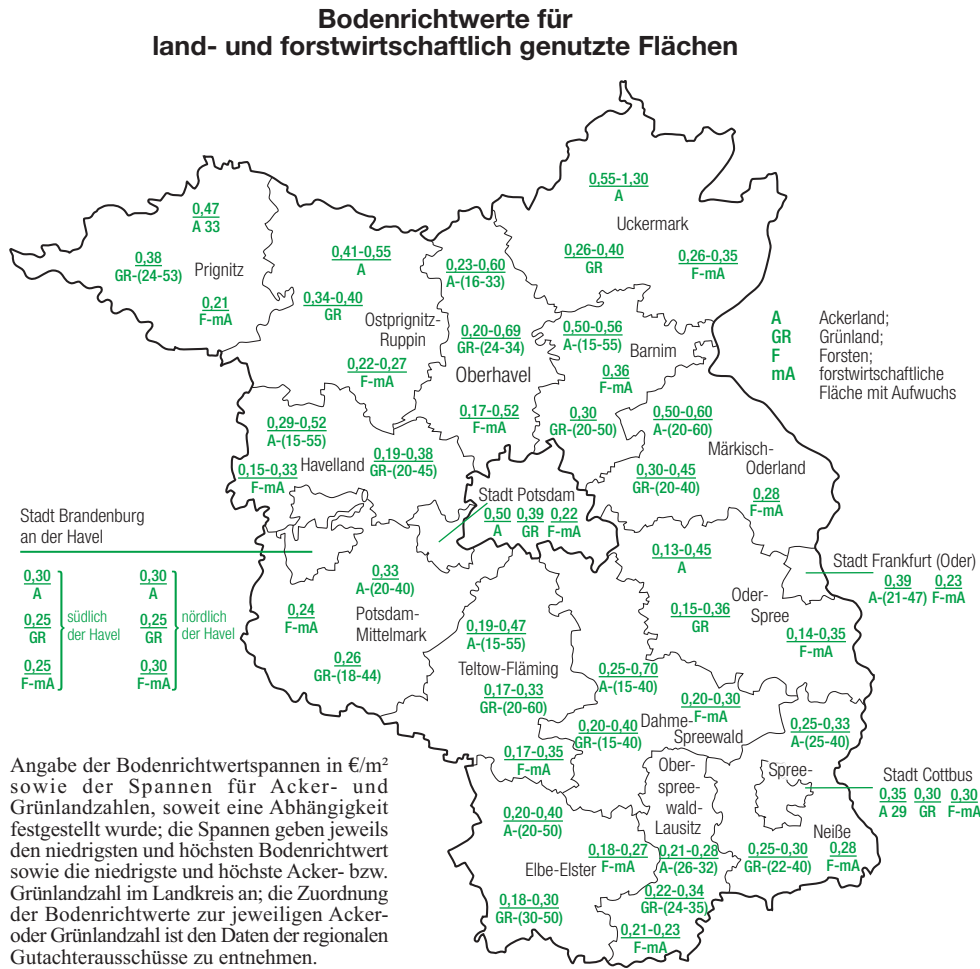 Bodenrichtwerte für
land- und forstwirtschaftlich genutzte Flächen
0,55-1,30
A
Uckermark
0,26-0,40
GR
0,26-0,35
F-mA
0,47
A 33
0,38
GR-(24-53)
Prignitz
0,21
F-mA
0,41-0,55
A
0,34-0,40
GR
Ostprignitz-
Ruppin
0,22-0,27
F-mA
0,23-0,60
A-(16-33)
0,20-0,69
GR-(24-34)
Oberhavel
0,17-0,52
F-mA
0,50-0,56
A-(15-55)
Barnim
0,36
F-mA
0,30
GR-(20-50)
A Ackerland;
GR Grünland;
F Forsten;
mA forstwirtschaftliche
Fläche mit Aufwuchs
0,29-0,52
A-(15-55)
0,15-0,33
F-mA
Havelland
0,19-0,38
GR-(20-45)
0,50-0,60
A-(20-60)
Märkisch-
Oderland
0,30-0,45
GR-(20-40)
0,28
F-mA
Stadt Potsdam
0,50 0,39 0,22
A GR F-mA
Stadt Brandenburg
an der Havel
0,30
A
0,25
GR
0,25
F-mA
südlich
der Havel
0,30
A
0,25
GR
0,30
F-mA
nördlich
der Havel
0,33
A-(20-40)
0,24
F-mA
Potsdam-
Mittelmark
0,26
GR-(18-44)
0,13-0,45
A
0,15-0,36
GR
Oder-
Spree
0,14-0,35
F-mA
Stadt Frankfurt (Oder)
0,39 0,23
A-(21-47) F-mA
0,19-0,47
A-(15-55)
Teltow-Fläming
0,17-0,33
GR-(20-60)
0,17-0,35
F-mA
0,25-0,70
A-(15-40)
0,20-0,30
F-mA
0,20-0,40
GR-(15-40)
Dahme-
Spreewald
0,25-0,33
A-(25-40)
Spree-
Neiße
0,25-0,30
GR-(22-40)
0,28
F-mA
Stadt Cottbus
0,35 0,30 0,30
A 29 GR F-mA
Ober-
spree-
wald-
Lausitz
0,21-0,28
A-(26-32)
0,22-0,34
GR-(24-35)
0,21-0,23
F-mA
0,20-0,40
A-(20-50)
0,18-0,27
F-mA
Elbe-Elster
0,18-0,30
GR-(30-50)
Angabe der Bodenrichtwertspannen in €/m²
sowie der Spannen für Acker- und
Grünlandzahlen, soweit eine Abhängigkeit
festgestellt wurde; die Spannen geben jeweils
den niedrigsten und höchsten Bodenrichtwert
sowie die niedrigste und höchste Acker- bzw.
Grünlandzahl im Landkreis an; die Zuordnung
der Bodenrichtwerte zur jeweiligen Acker-
oder Grünlandzahl ist den Daten der regionalen
Gutachterausschüsse zu entnehmen.